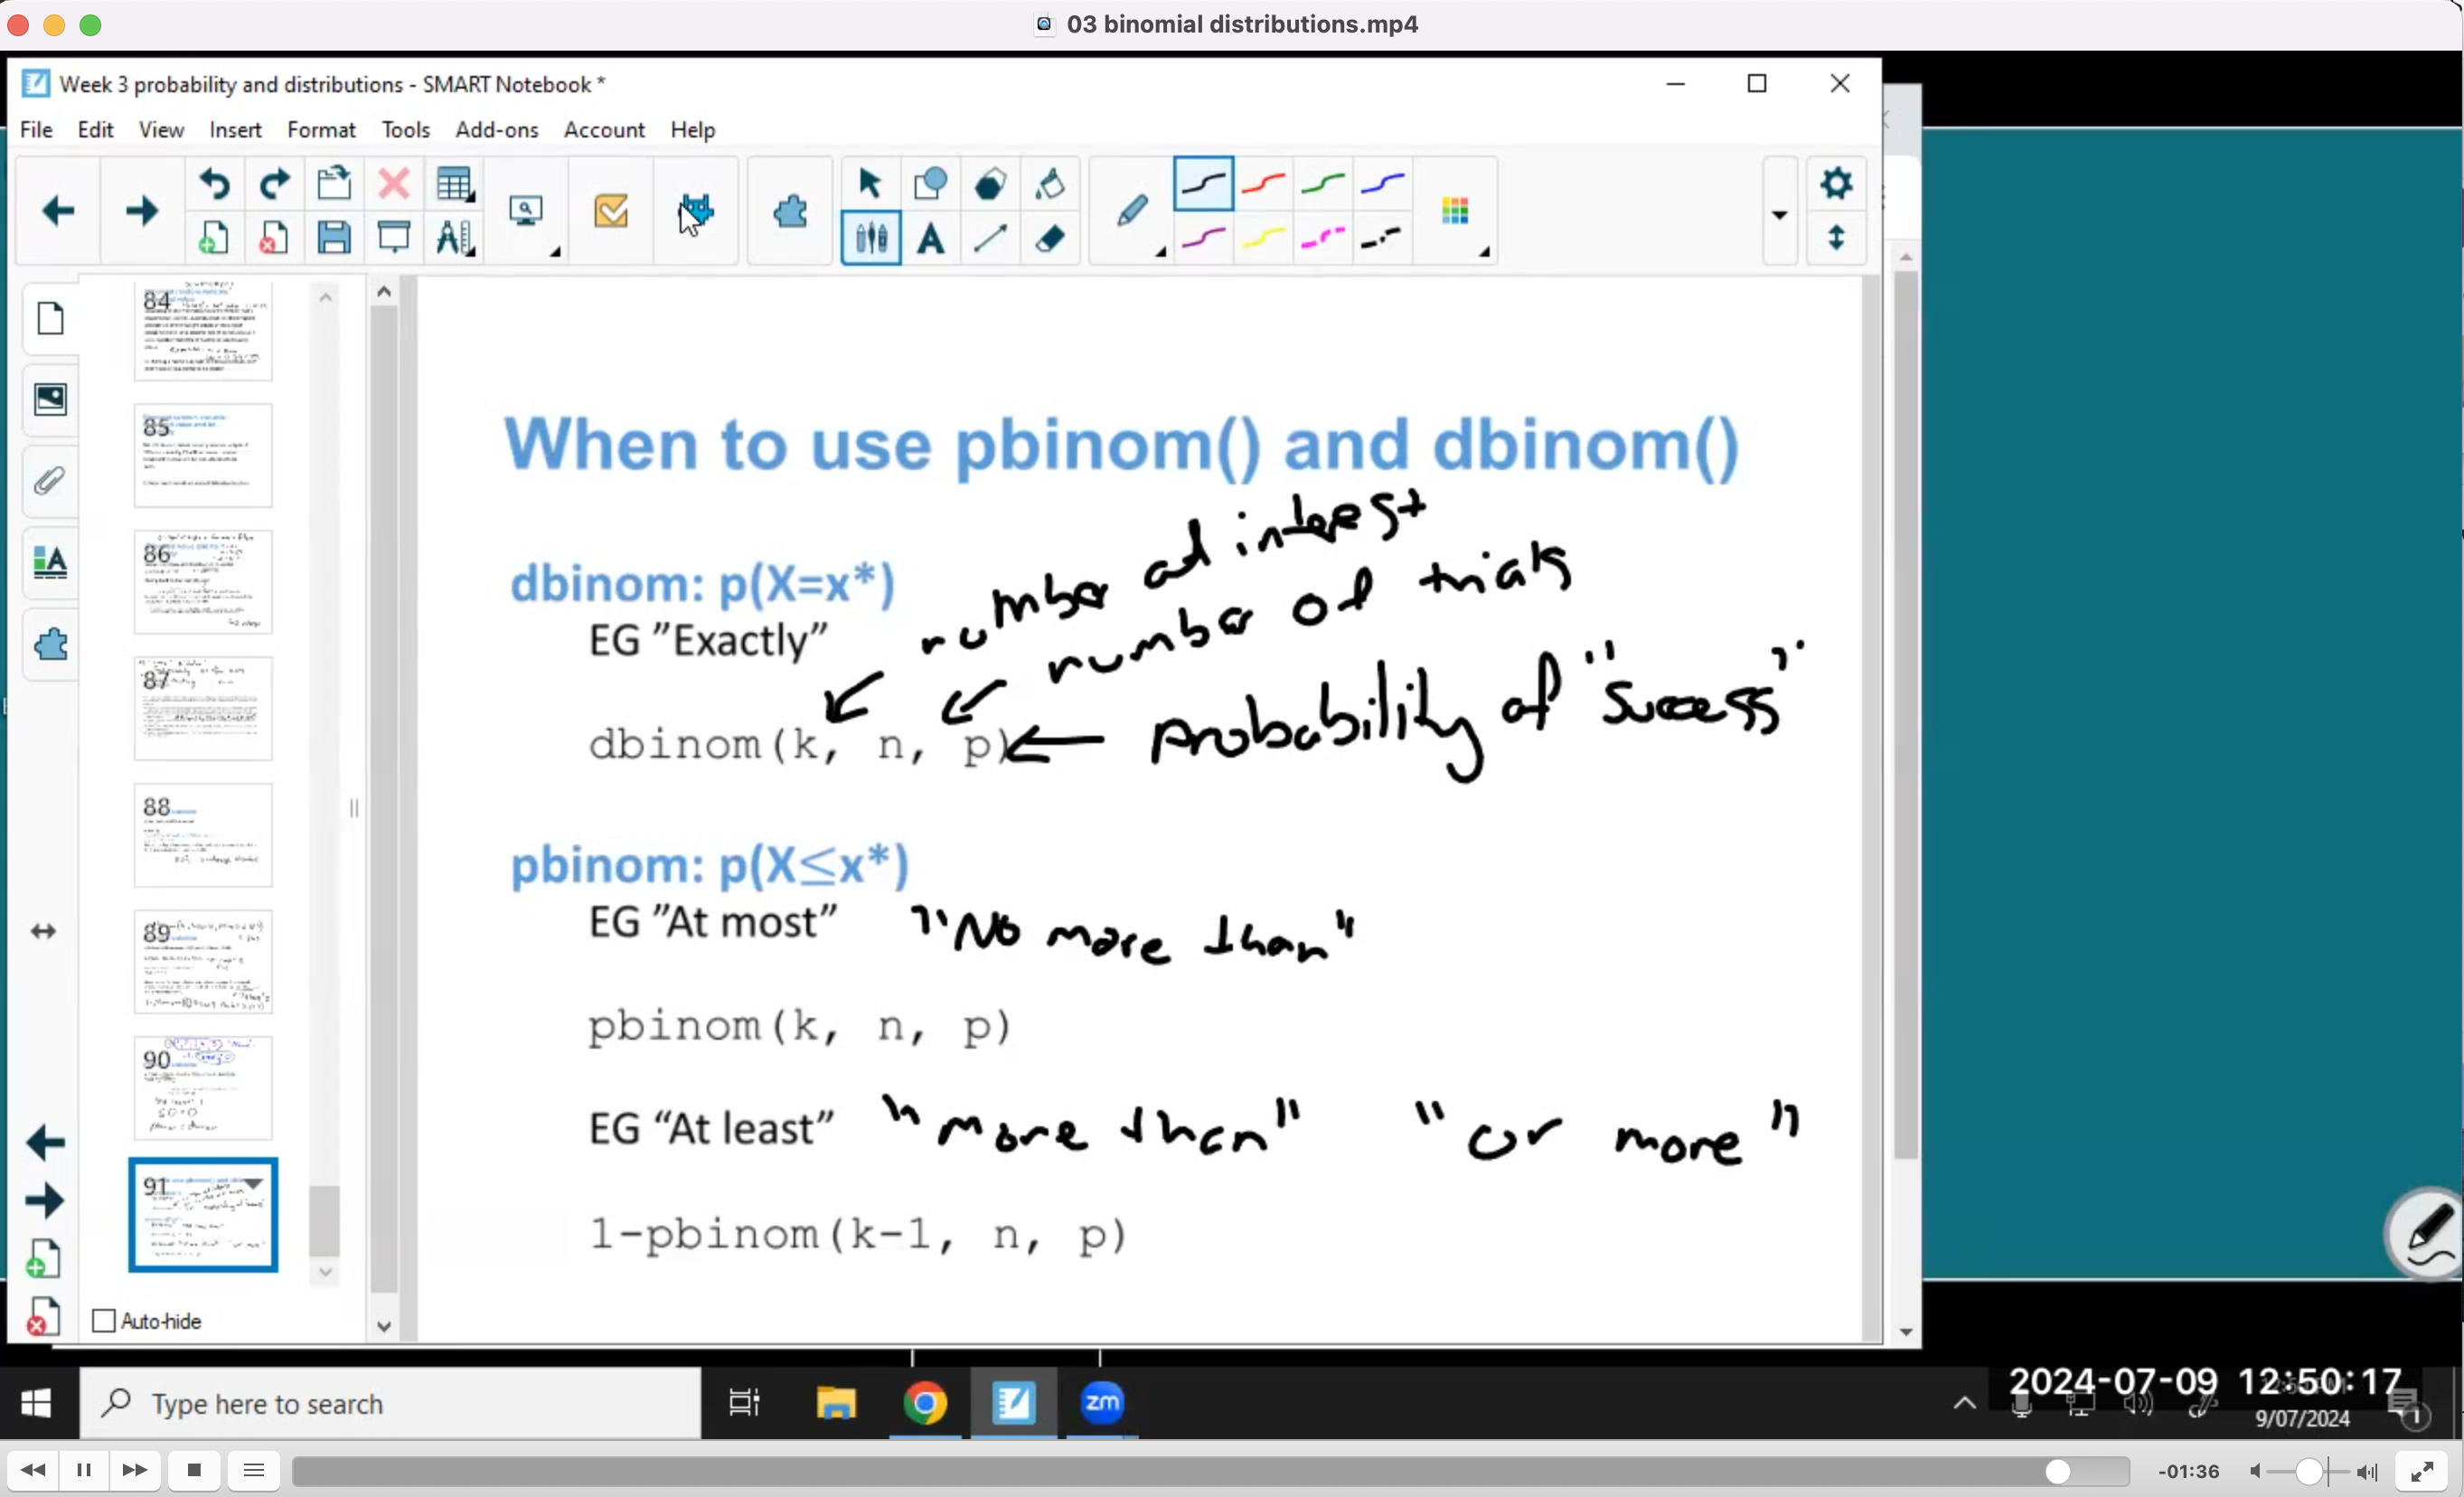 03 binomial distributions.mp4
Week 3 probability and distributions - SMART Notebook *
File Edit View Insert Format Tools Add-ons Account Help
84
85
86
87
88
89
90
91
Auto-hide
When to use pbinom() and dbinom()
number of interest
dbinom: p(X=x*)
number of trials
EG ”Exactly”
probability of "success"
dbinom(k, n, p)
pbinom: p(X≤x*)
EG ”At most” "No more than"
pbinom(k, n, p)
EG “At least” "more than" "or more"
1-pbinom(k-1, n, p)
Type here to search
zm
2024-07-09 12:50:17
9/07/2024
1
-01:36